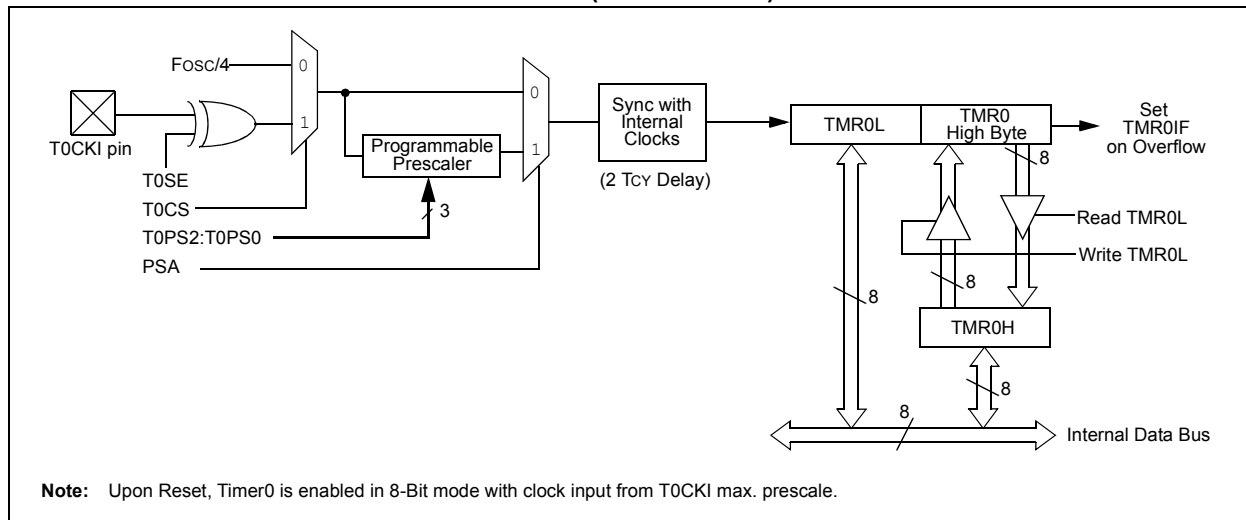 Fosc/4
0
1
T0CKI pin
T0SE
T0CS
T0PS2:T0PS0
PSA
Programmable
Prescaler
3
0
1
Sync with
Internal
Clocks
(2 TCY Delay)
TMR0L
TMR0
High Byte
Set
TMR0IF
on Overflow
8
Read TMR0L
Write TMR0L
8
8
TMR0H
8
8
Internal Data Bus
Note: Upon Reset, Timer0 is enabled in 8-Bit mode with clock input from T0CKI max. prescale.